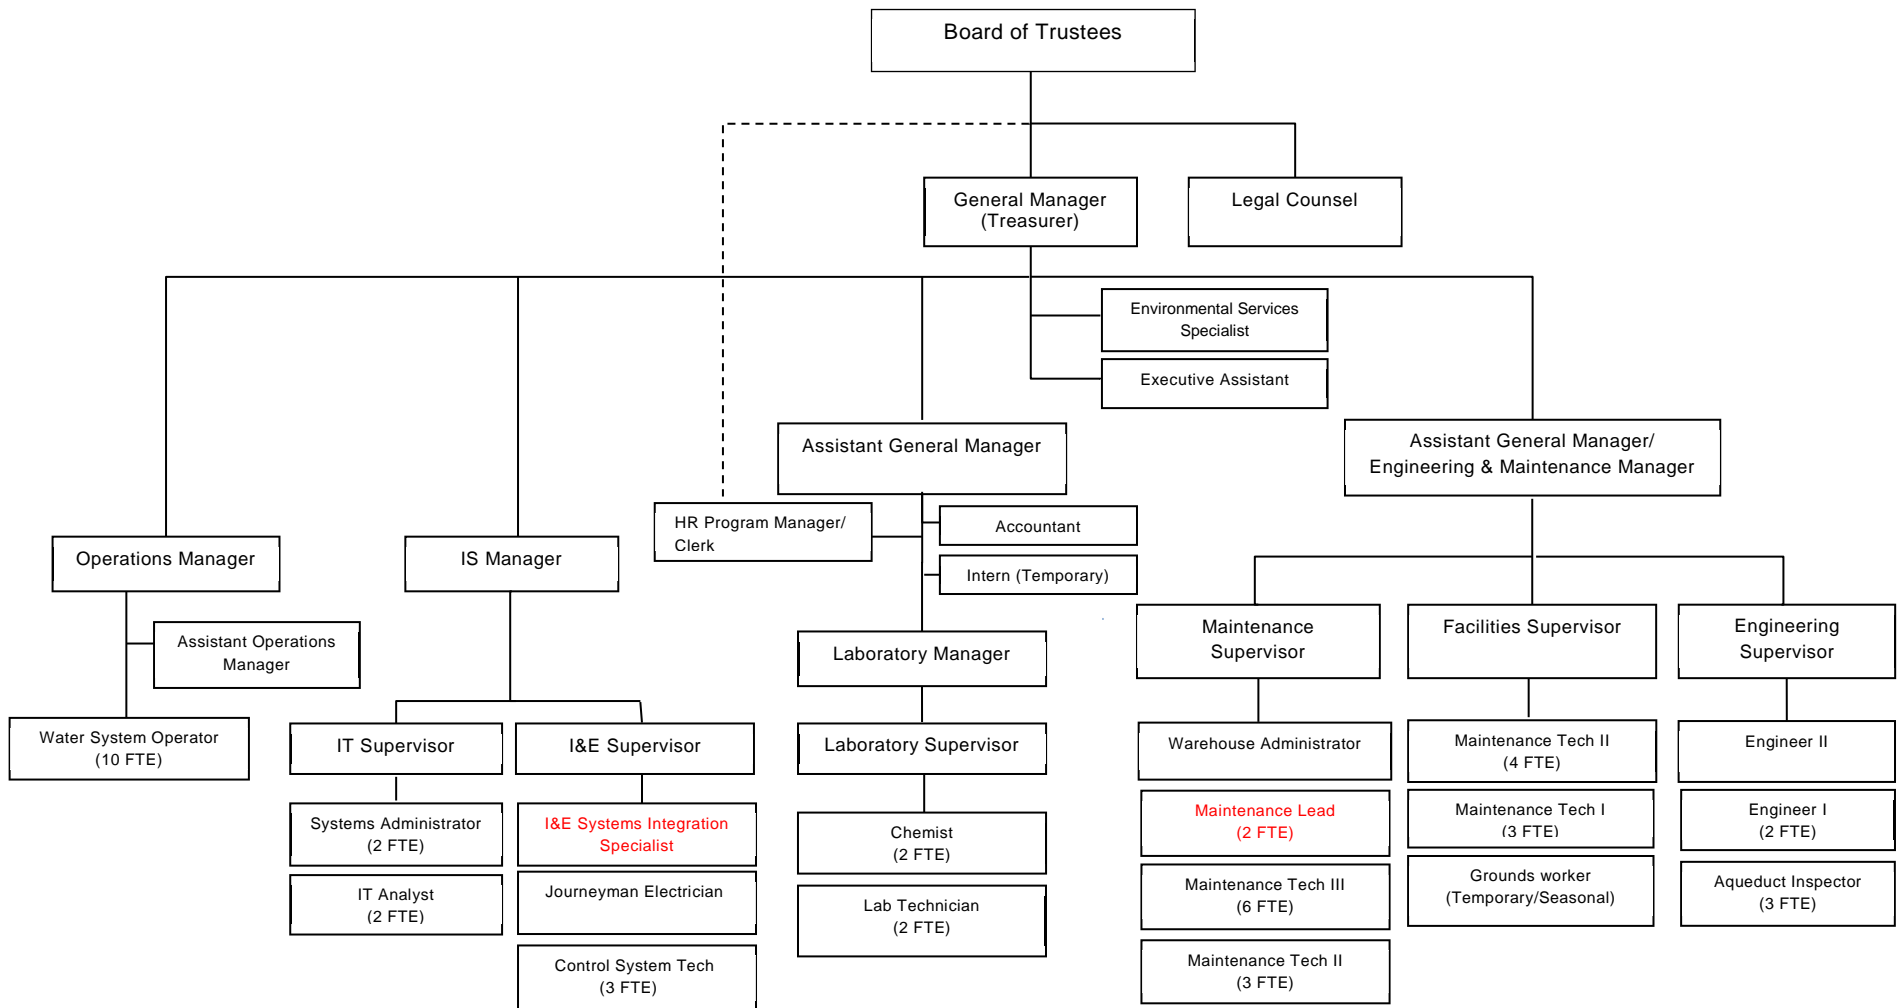 Board of Trustees
General Manager
(Treasurer)
Legal Counsel
Environmental Services
Specialist
Executive Assistant
Assistant General Manager
Assistant General Manager/
Engineering & Maintenance Manager
HR Program Manager/
Clerk
Accountant
Intern (Temporary)
Operations Manager
IS Manager
Assistant Operations
Manager
Laboratory Manager
Maintenance
Supervisor
Facilities Supervisor
Engineering
Supervisor
Water System Operator
(10 FTE)
IT Supervisor
I&E Supervisor
Laboratory Supervisor
Warehouse Administrator
Maintenance Tech II
(4 FTE)
Engineer II
Systems Administrator
(2 FTE)
I&E Systems Integration
Specialist
Chemist
(2 FTE)
Maintenance Lead
(2 FTE)
Maintenance Tech I
(3 FTE)
Engineer I
(2 FTE)
IT Analyst
(2 FTE)
Journeyman Electrician
Lab Technician
(2 FTE)
Maintenance Tech III
(6 FTE)
Grounds worker
(Temporary/Seasonal)
Aqueduct Inspector
(3 FTE)
Control System Tech
(3 FTE)
Maintenance Tech II
(3 FTE)